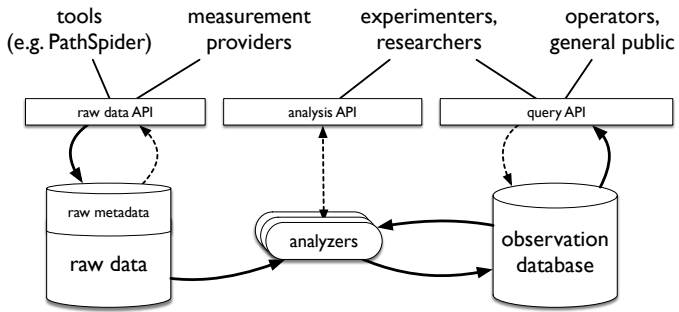 tools
(e.g. PathSpider)
measurement
providers
experimenters,
researchers
operators,
general public
raw data API
analysis API
query API
raw metadata
raw data
analyzers
observation
database